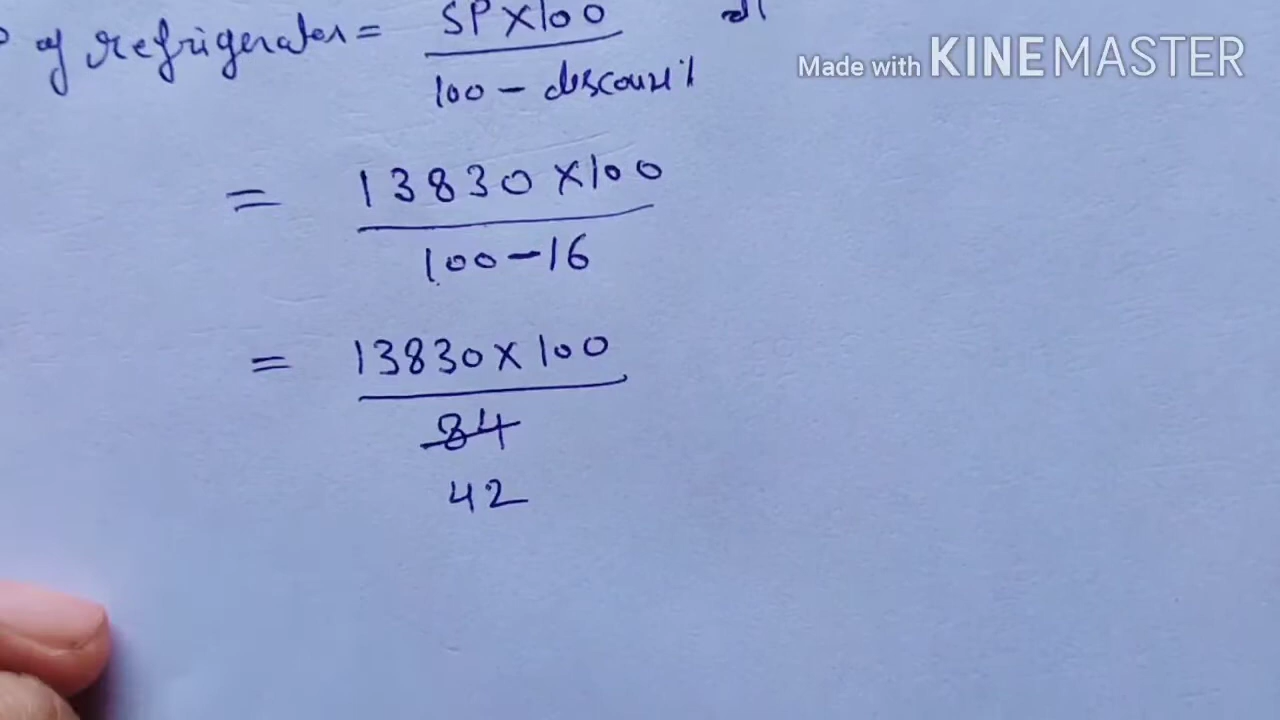 of refrigerator = SP×100
100 - discount%
Made with KINEMASTER
= 13830 ×100
100-16
= 13830×100
84
42